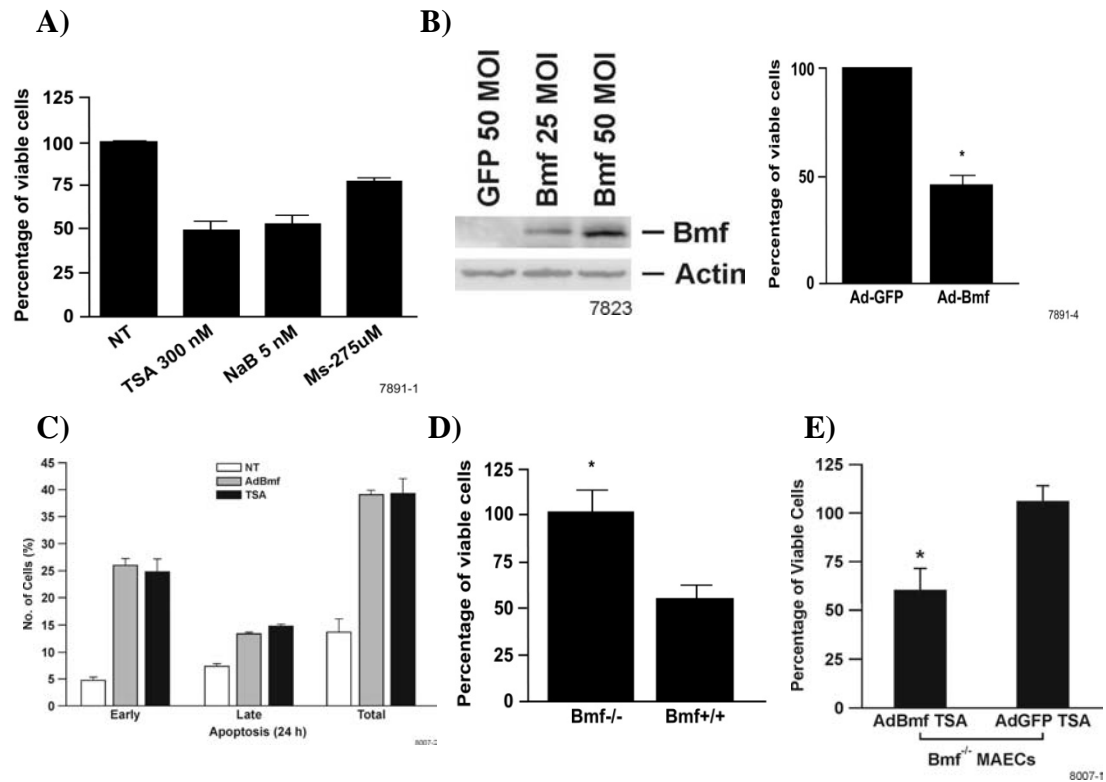 A)
Percentage of viable cells
125
100
75
50
25
0
NT
TSA 300 nM
NaB 5 nM
Ms-275uM
7891-1
B)
GFP 50 MOI
Bmf 25 MOI
Bmf 50 MOI
Bmf
Actin
7823
Percentage of viable cells
100
50
0
*
Ad-GFP
Ad-Bmf
7891-4
C)
No. of Cells (%)
45
40
35
30
25
20
15
10
5
0
NT
AdBmf
TSA
Early
Late
Total
Apoptosis (24 h)
8007-2
D)
Percentage of viable cells
125
100
75
50
25
0
*
Bmf-/-
Bmf+/+
E)
Percentage of Viable Cells
125
100
75
50
25
0
*
AdBmf TSA
AdGFP TSA
Bmf-/- MAECs
8007-1